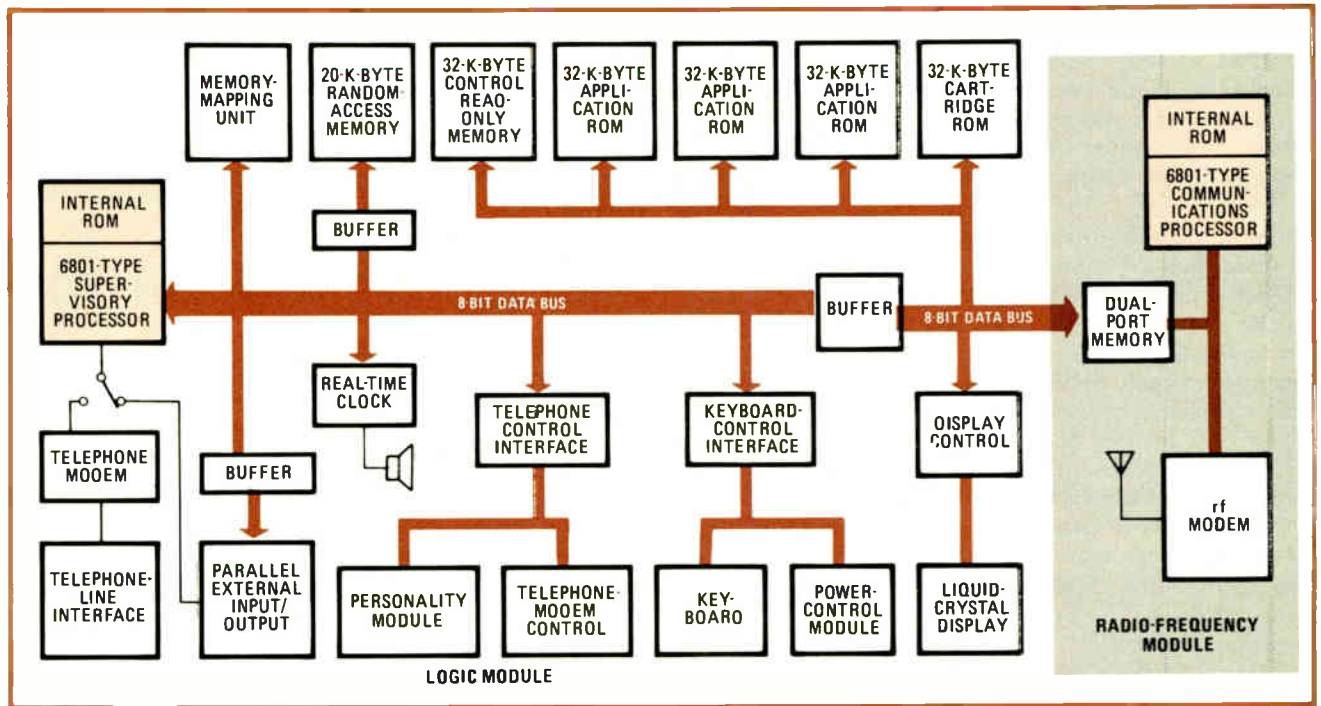 MEMORY-
MAPPING
UNIT
20-K-BYTE
RANDOM-
ACCESS
MEMORY
32-K-BYTE
CONTROL
REAO-
ONLY
MEMORY
32-K-BYTE
APPLI-
CATION
ROM
32-K-BYTE
APPLI-
CATION
ROM
32-K-BYTE
APPLI-
CATION
ROM
32-K-BYTE
CART-
RIDGE
ROM
INTERNAL
ROM
6801-TYPE
COMMUN-
ICATIONS
PROCESSOR
INTERNAL
ROM
6801-TYPE
SUPER-
VISORY
PROCESSOR
BUFFER
8-BIT DATA BUS
BUFFER
8-BIT DATA BUS
DUAL-
PORT
MEMORY
REAL-TIME
CLOCK
TELEPHONE
CONTROL
INTERFACE
KEYBOARD-
CONTROL
INTERFACE
OISPLAY
CONTROL
TELEPHONE
MOOEM
BUFFER
rf
MODEM
TELEPHONE-
LINE
INTERFACE
PARALLEL
EXTERNAL
INPUT/
OUTPUT
PERSONALITY
MODULE
TELEPHONE-
MOOEM
CONTROL
KEY-
BOARO
POWER-
CONTROL
MODULE
LIQUID-
CRYSTAL
DISPLAY
RADIO-FREQUENCY
MODULE
LOGIC MODULE